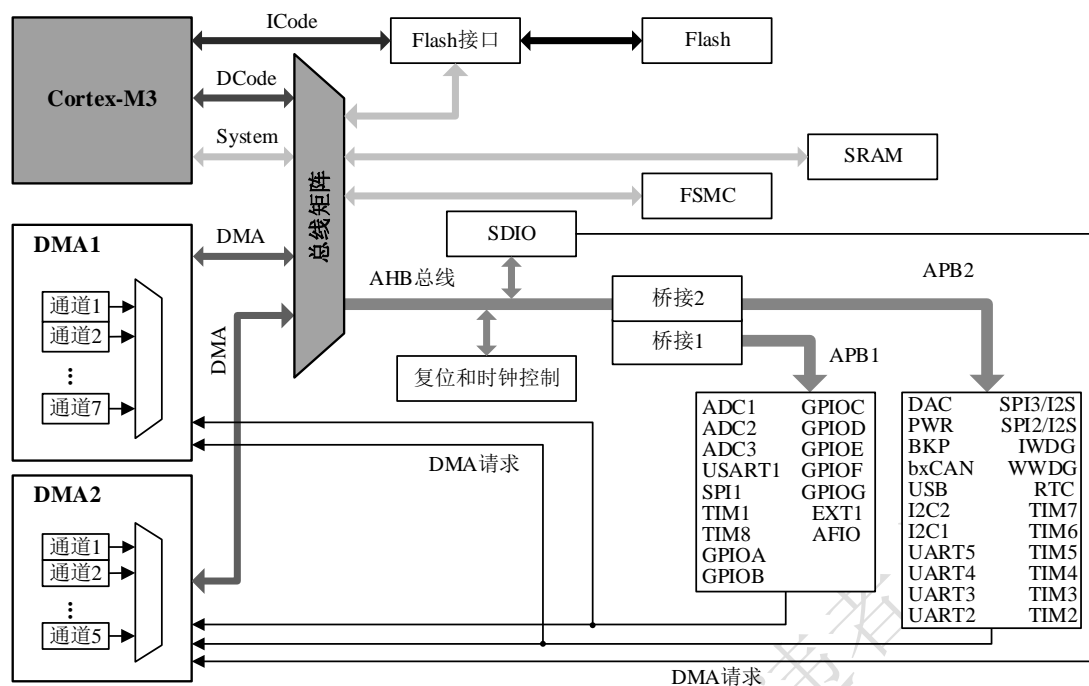 ICode
Flash接口
Flash
Cortex-M3
DCode
System
总线矩阵
SRAM
FSMC
SDIO
DMA1
DMA
通道1
通道2
通道7
AHB总线
桥接2
APB2
桥接1
APB1
DMA
复位和时钟控制
DMA请求
ADC1 GPIOC
ADC2 GPIOD
ADC3 GPIOE
USART1 GPIOF
SPI1 GPIOG
TIM1 EXT1
TIM8 AFIO
GPIOA
GPIOB
DAC SPI3/I2S
PWR SPI2/I2S
BKP IWDG
bxCAN WWDG
USB RTC
I2C2 TIM7
I2C1 TIM6
UART5 TIM5
UART4 TIM4
UART3 TIM3
UART2 TIM2
DMA2
通道1
通道2
通道5
DMA请求